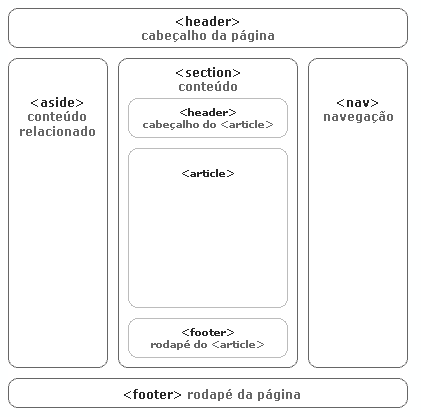 <header>
cabeçalho da página
<aside>
conteúdo
relacionado
<section>
conteúdo
<header>
cabeçalho do <article>
<article>
<footer>
rodapé do <article>
<nav>
navegação
<footer> rodapé da página